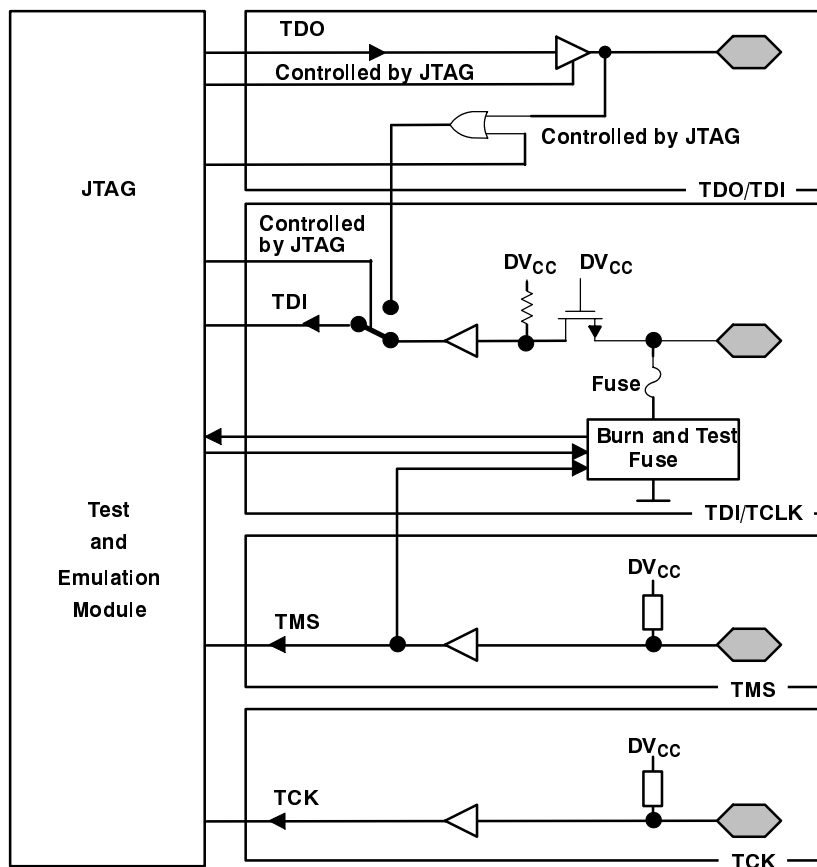 TDO
Controlled by JTAG
Controlled by JTAG
JTAG
TDO/TDI
Controlled
by JTAG
DVCC
DVCC
TDI
Fuse
Burn and Test
Fuse
Test
and
Emulation
Module
TDI/TCLK
DVCC
TMS
TMS
DVCC
TCK
TCK